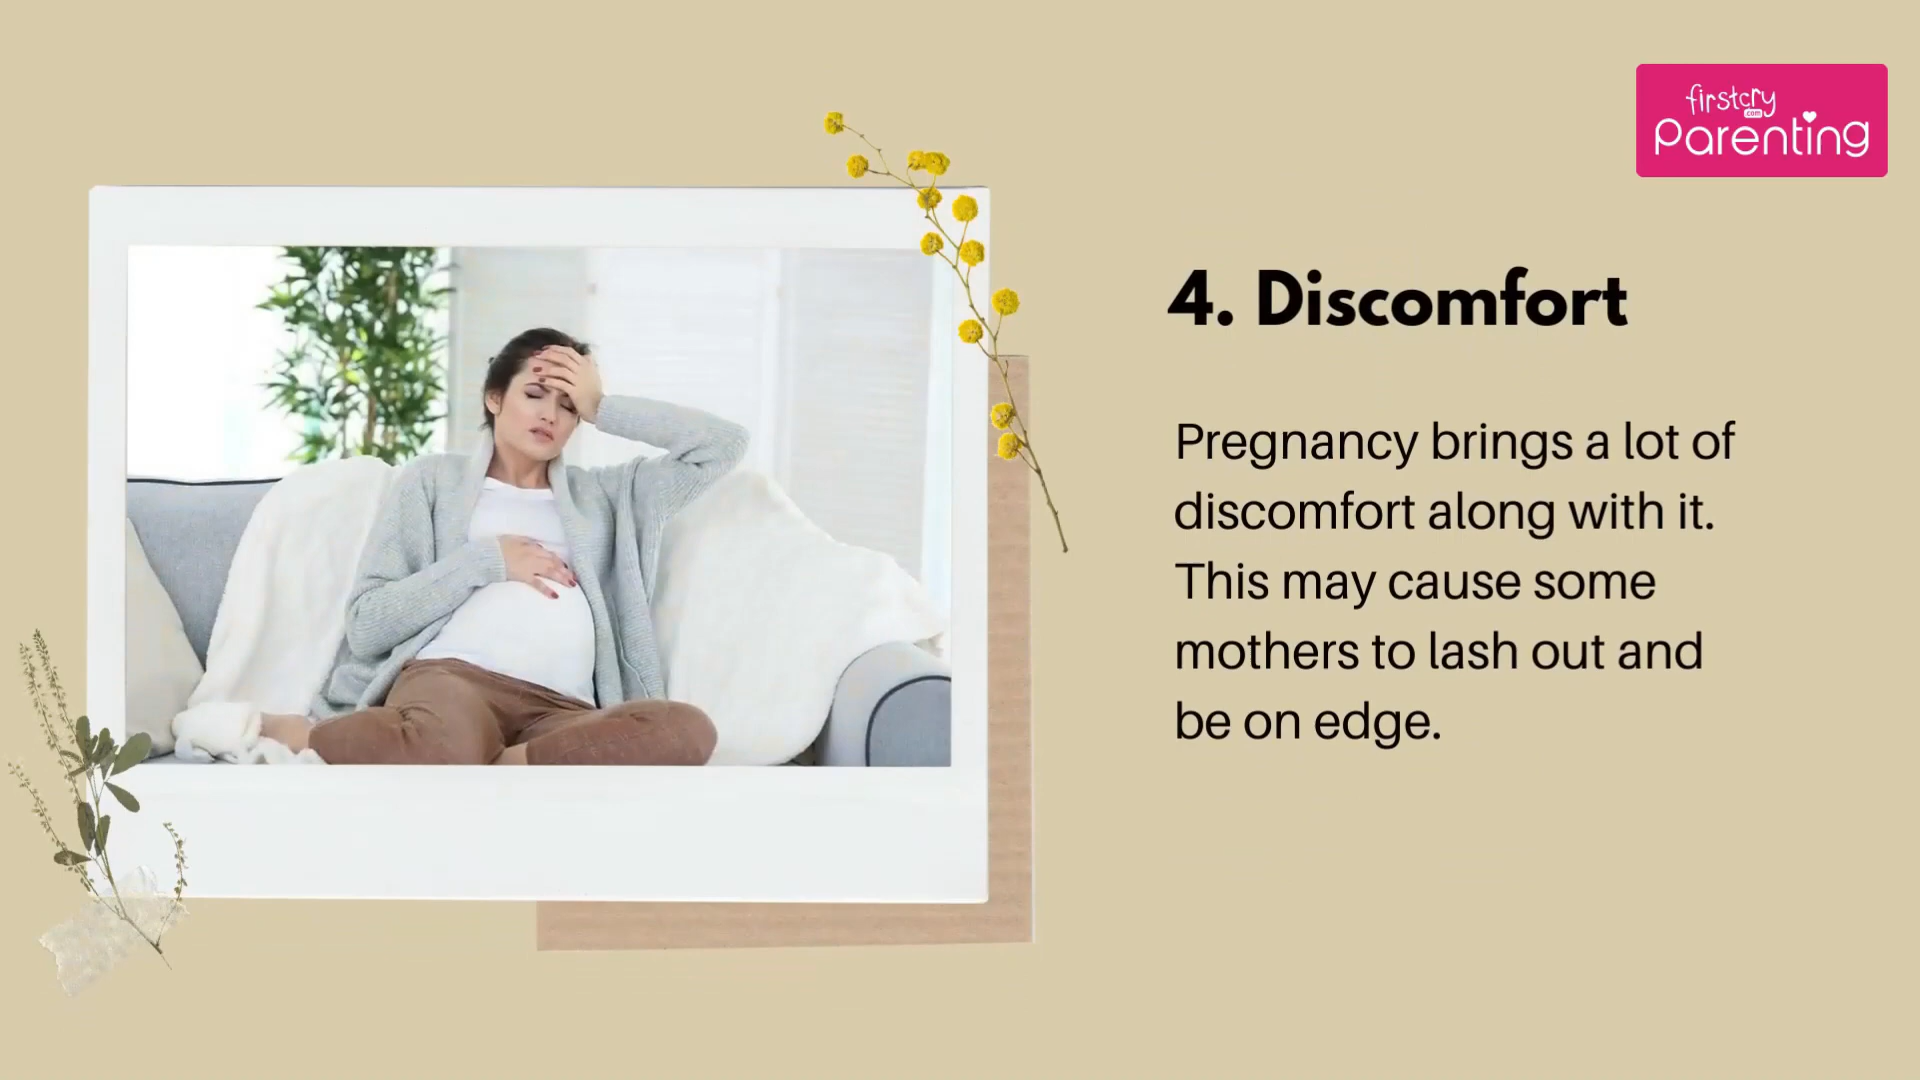 firstcry
.com
Parenting
4. Discomfort
Pregnancy brings a lot of
discomfort along with it.
This may cause some
mothers to lash out and
be on edge.